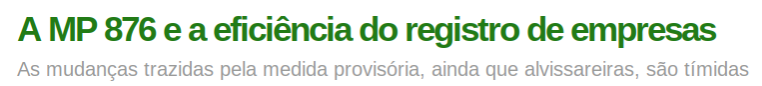 A MP 876 e a eficiência do registro de empresas
As mudanças trazidas pela medida provisória, ainda que alvissareiras, são tímidas